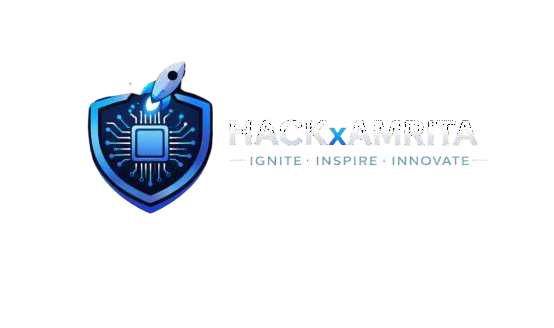 HACKxAMRITA
IGNITE · INSPIRE · INNOVATE